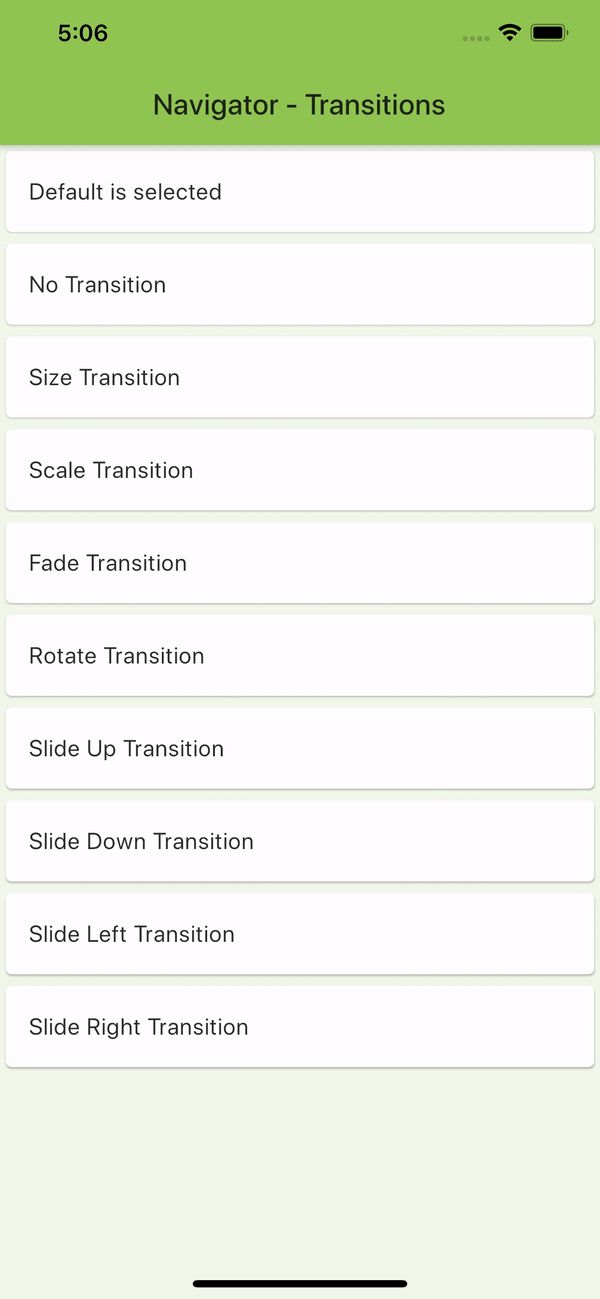 5:06
Navigator - Transitions
Default is selected
No Transition
Size Transition
Scale Transition
Fade Transition
Rotate Transition
Slide Up Transition
Slide Down Transition
Slide Left Transition
Slide Right Transition